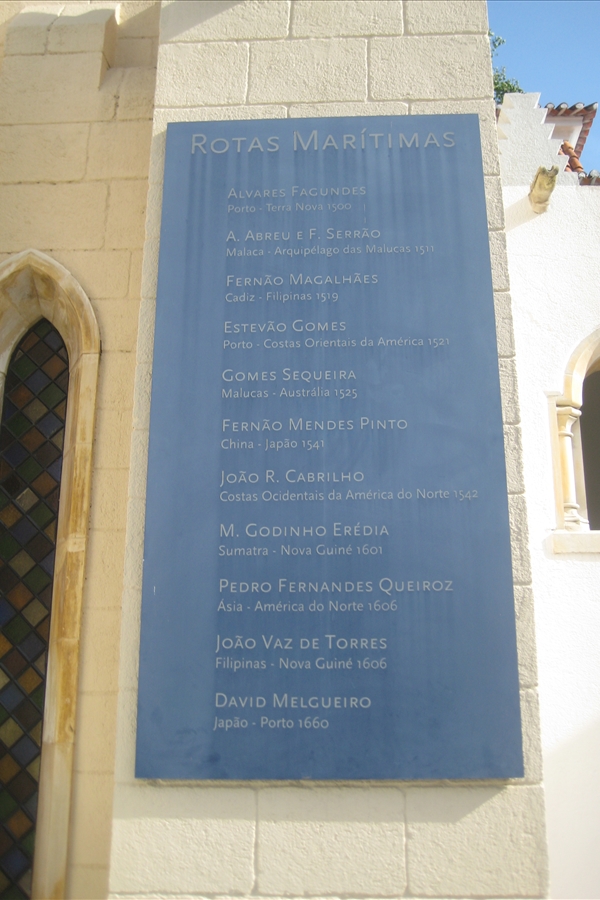 Rotas Marítimas
Alvares Fagundes
Porto - Terra Nova 1500
A. Abreu e F. Serrão
Malaca - Arquipélago das Malucas 1511
Fernão Magalhães
Cadiz - Filipinas 1519
Estevão Gomes
Porto - Costas Orientais da América 1521
Gomes Sequeira
Malucas - Austrália 1525
Fernão Mendes Pinto
China - Japão 1541
João R. Cabrilho
Costas Ocidentais da América do Norte 1542
M. Godinho Erédia
Sumatra - Nova Guiné 1601
Pedro Fernandes Queiroz
Ásia - América do Norte 1606
João Vaz de Torres
Filipinas - Nova Guiné 1606
David Melgueiro
Japão - Porto 1660